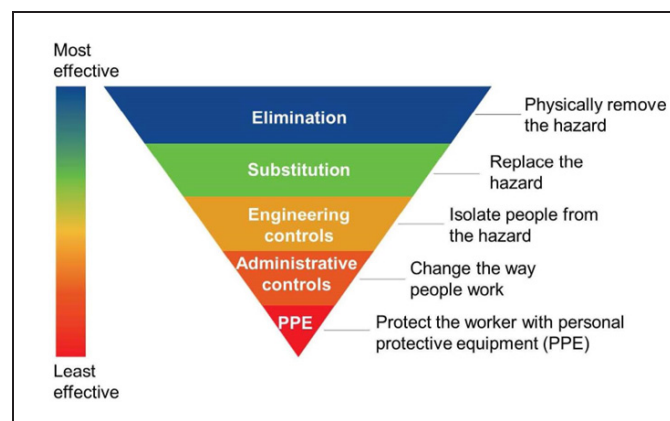 Most
effective
Elimination
Physically remove
the hazard
Substitution
Replace the
hazard
Engineering
controls
Isolate people from
the hazard
Administrative
controls
Change the way
people work
PPE
Protect the worker with personal
protective equipment (PPE)
Least
effective